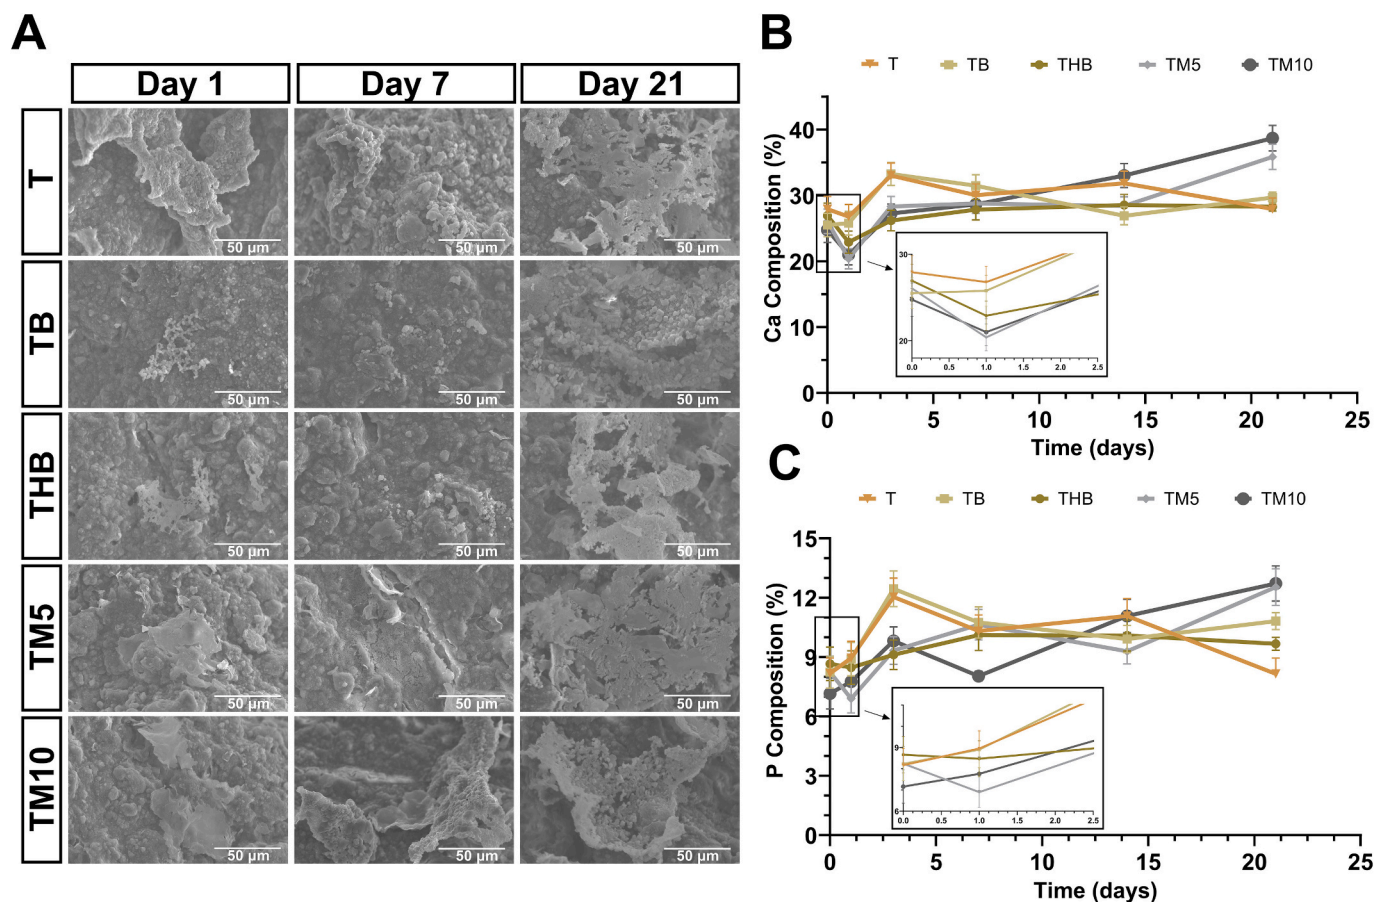 A
Day 1 Day 7 Day 21
T
50 µm 50 µm 50 µm
TB
50 µm 50 µm 50 µm
THB
50 µm 50 µm 50 µm
TM5
50 µm 50 µm 50 µm
TM10
50 µm 50 µm 50 µm
B
T TB THB TM5 TM10
Ca Composition (%)
40
30
20
10
0
0 5 10 15 20 25
Time (days)
30
20
0.0 0.5 1.0 1.5 2.0 2.5
C
T TB THB TM5 TM10
P Composition (%)
15
12
9
6
3
0
0 5 10 15 20 25
Time (days)
9
6
0.0 0.5 1.0 1.5 2.0 2.5